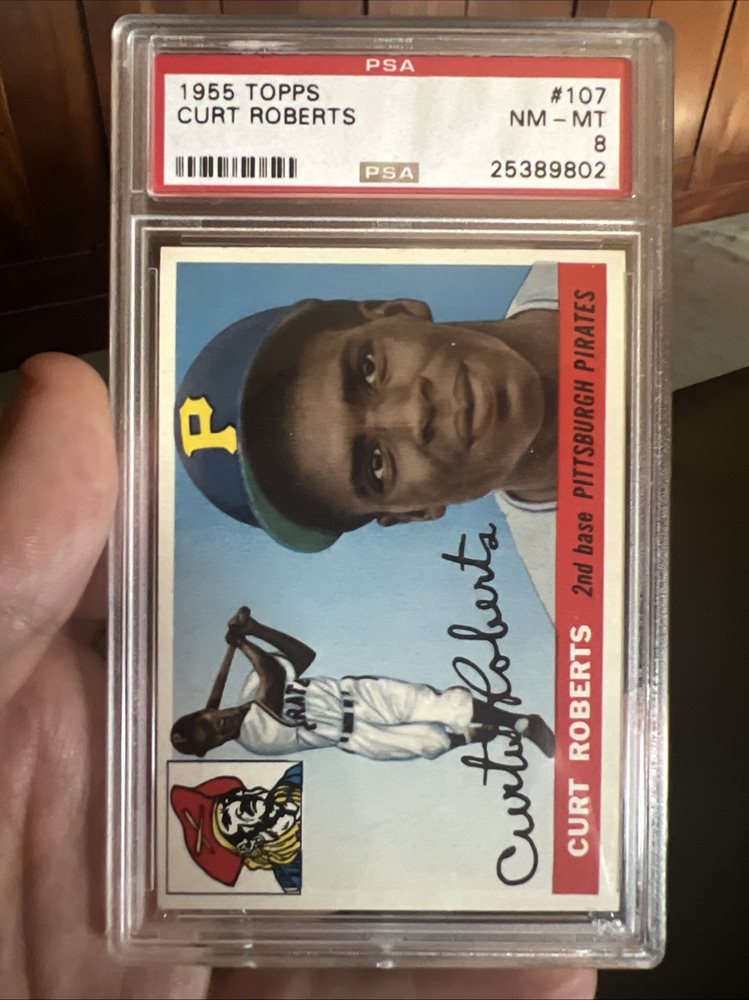 PSA
1955 TOPPS #107
CURT ROBERTS NM - MT
8
PSA 25389802
P
PIRATES
Curtis Roberts
CURT ROBERTS 2nd base PITTSBURGH PIRATES